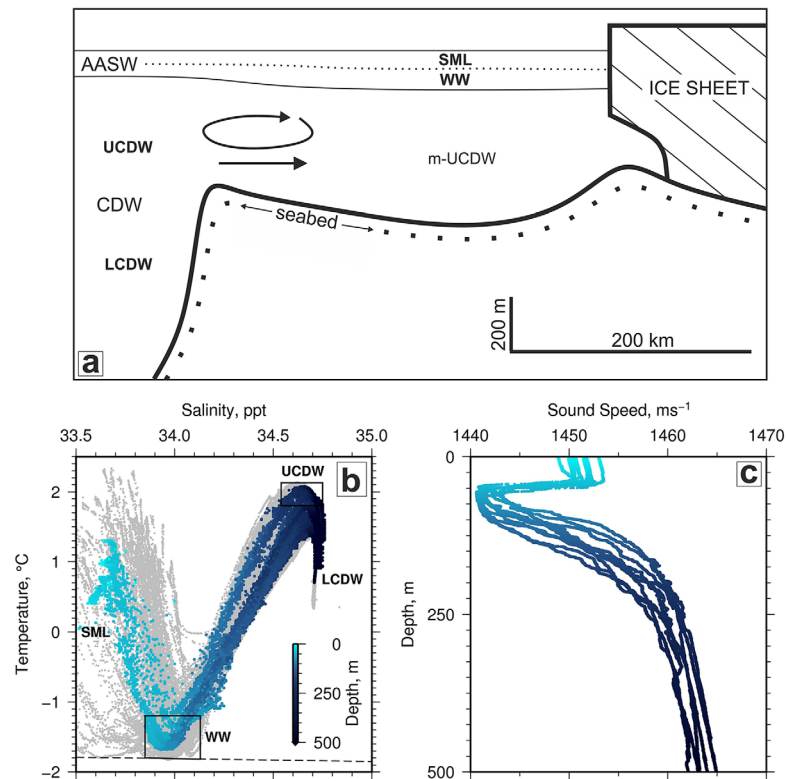 AASW
SML
WW
ICE SHEET
UCDW
m-UCDW
CDW
seabed
LCDW
200 m
200 km
a
Salinity, ppt
33.5 34.0 34.5 35.0
Sound Speed, ms⁻¹
1440 1450 1460 1470
UCDW
b
2
1
0
−1
−2
Temperature, °C
SML
LCDW
WW
0
250
500
Depth, m
c
0
250
500
Depth, m